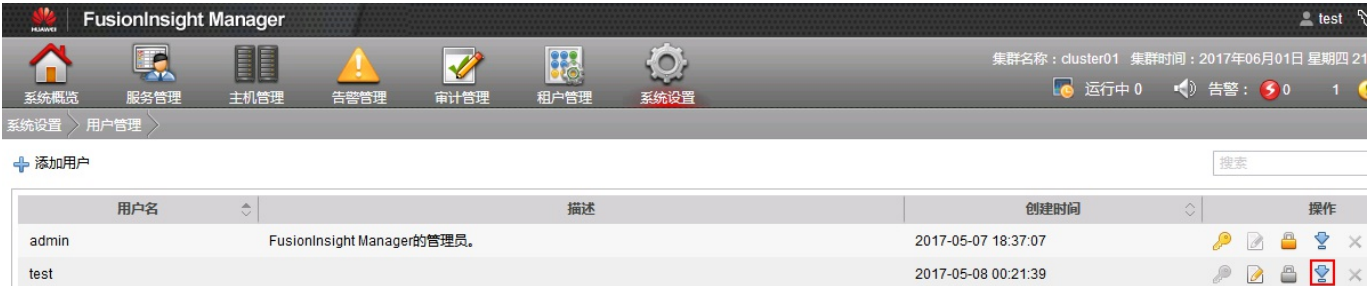 HUAWEI FusionInsight Manager test
系统概览 服务管理 主机管理 告警管理 审计管理 租户管理 系统设置
集群名称：cluster01 集群时间：2017年06月01日 星期四 21
运行中 0 告警： 0 1
系统设置 用户管理
添加用户 搜索
用户名 描述 创建时间 操作
admin FusionInsight Manager的管理员。 2017-05-07 18:37:07
test 2017-05-08 00:21:39